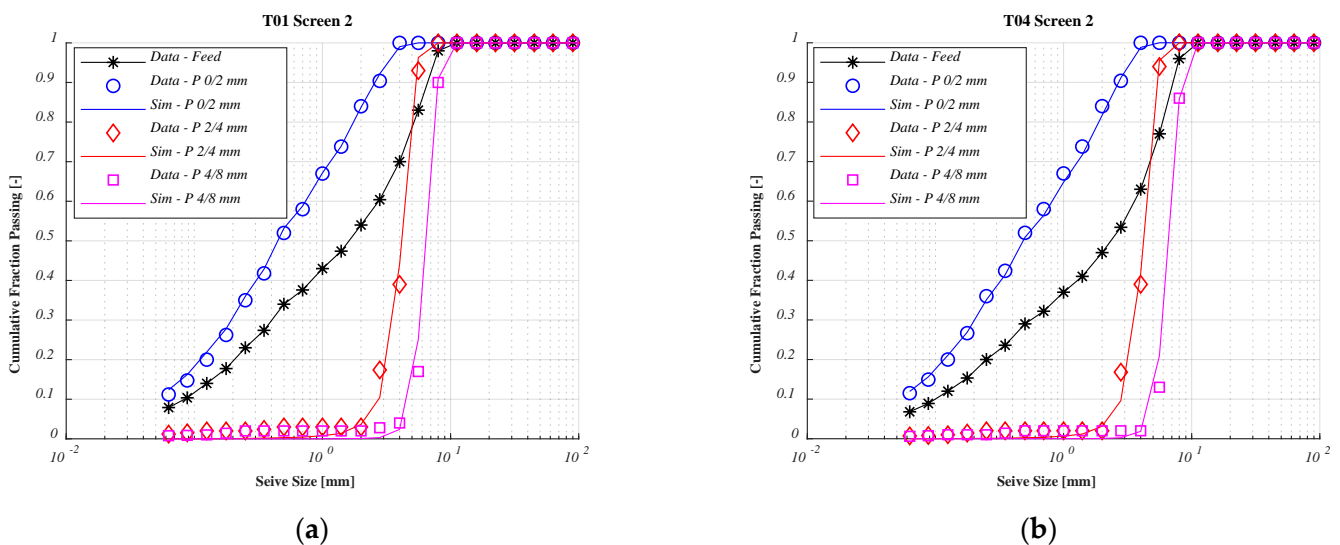 T01 Screen 2
Cumulative Fraction Passing [-]
1
0.9
0.8
0.7
0.6
0.5
0.4
0.3
0.2
0.1
0
Data - Feed
Data - P 0/2 mm
Sim - P 0/2 mm
Data - P 2/4 mm
Sim - P 2/4 mm
Data - P 4/8 mm
Sim - P 4/8 mm
10 -2
10 0
10 1
10 2
Seive Size [mm]
(a)
T04 Screen 2
Cumulative Fraction Passing [-]
1
0.9
0.8
0.7
0.6
0.5
0.4
0.3
0.2
0.1
0
Data - Feed
Data - P 0/2 mm
Sim - P 0/2 mm
Data - P 2/4 mm
Sim - P 2/4 mm
Data - P 4/8 mm
Sim - P 4/8 mm
10 -2
10 0
10 1
10 2
Seive Size [mm]
(b)